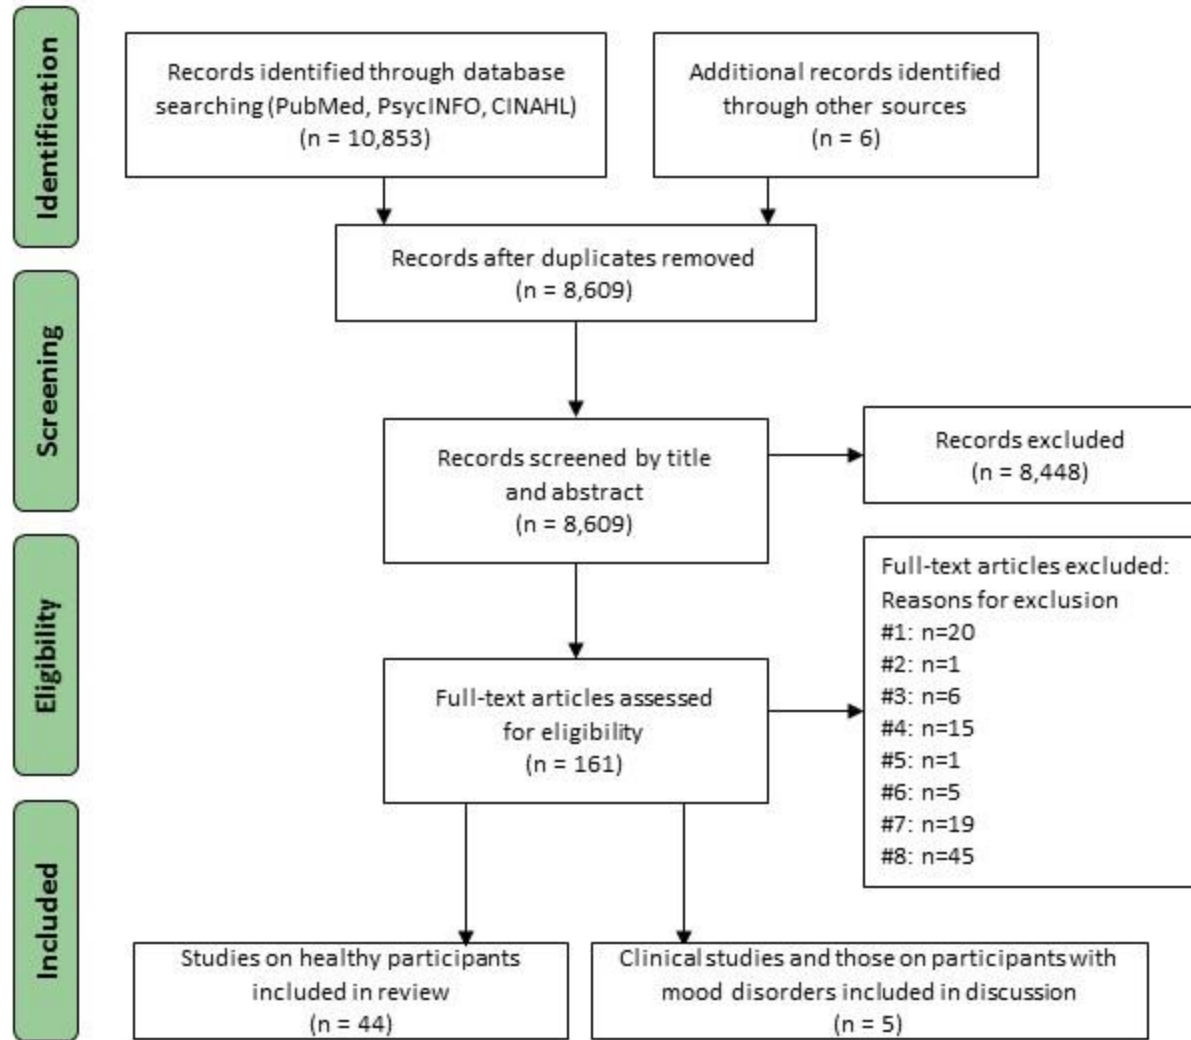 Identification
Records identified through database
searching (PubMed, PsycINFO, CINAHL)
(n = 10,853)
Additional records identified
through other sources
(n = 6)
Records after duplicates removed
(n = 8,609)
Screening
Records screened by title
and abstract
(n = 8,609)
Records excluded
(n = 8,448)
Eligibility
Full-text articles assessed
for eligibility
(n = 161)
Full-text articles excluded:
Reasons for exclusion
#1: n=20
#2: n=1
#3: n=6
#4: n=15
#5: n=1
#6: n=5
#7: n=19
#8: n=45
Included
Studies on healthy participants
included in review
(n = 44)
Clinical studies and those on participants with
mood disorders included in discussion
(n = 5)